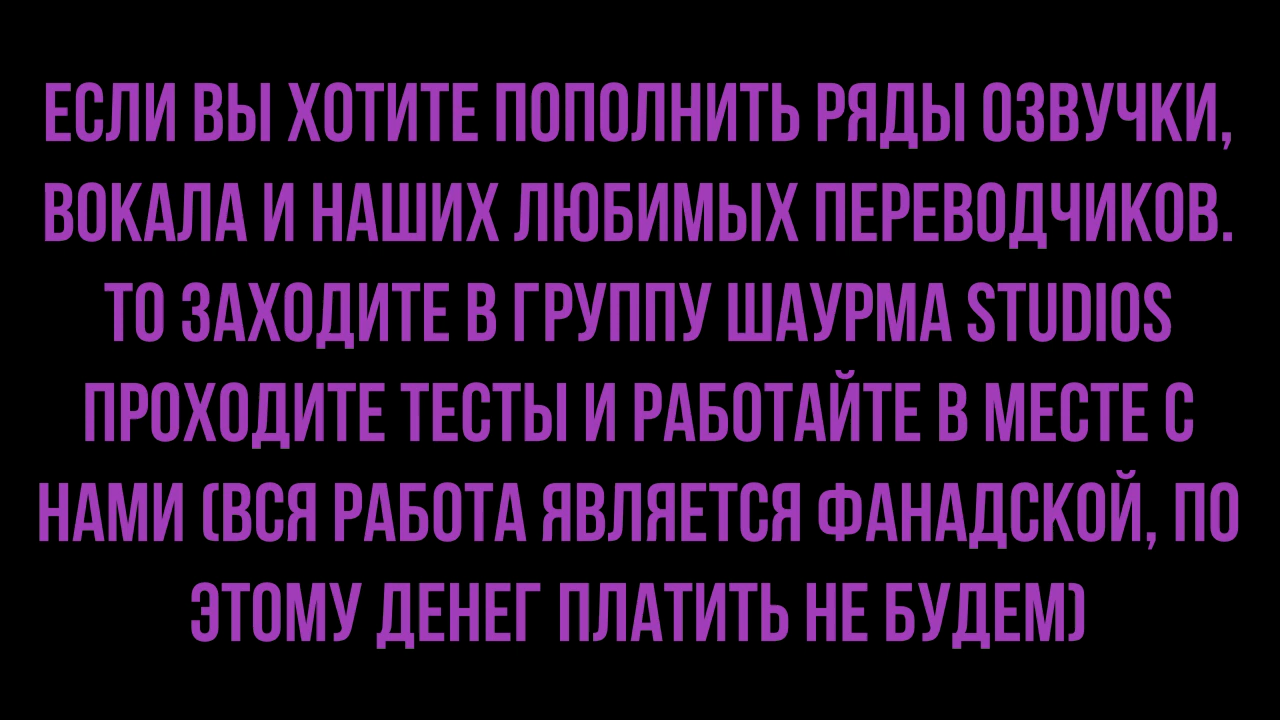 ЕСЛИ ВЫ ХОТИТЕ ПОПОЛНИТЬ РЯДЫ ОЗВУЧКИ,
ВОКАЛА И НАШИХ ЛЮБИМЫХ ПЕРЕВОДЧИКОВ.
ТО ЗАХОДИТЕ В ГРУППУ ШАУРМА STUDIOS
ПРОХОДИТЕ ТЕСТЫ И РАБОТАЙТЕ В МЕСТЕ С
НАМИ (ВСЯ РАБОТА ЯВЛЯЕТСЯ ФАНАДСКОЙ, ПО
ЭТОМУ ДЕНЕГ ПЛАТИТЬ НЕ БУДЕМ)